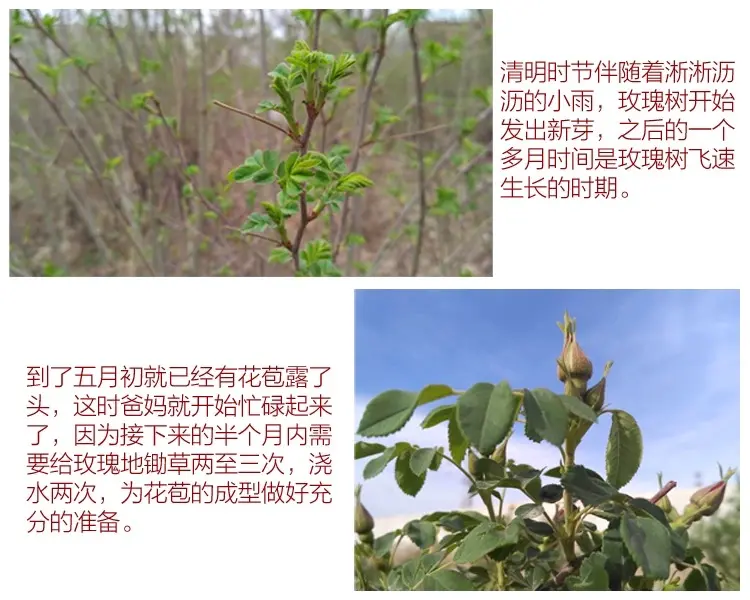 清明时节伴随着淅淅沥
沥的小雨，玫瑰树开始
发出新芽，之后的一个
多月时间是玫瑰树飞速
生长的时期。
到了五月初就已经有花苞露了
头，这时爸妈就开始忙碌起来
了，因为接下来的半个月内需
要给玫瑰地锄草两至三次，浇
水两次，为花苞的成型做好充
分的准备。